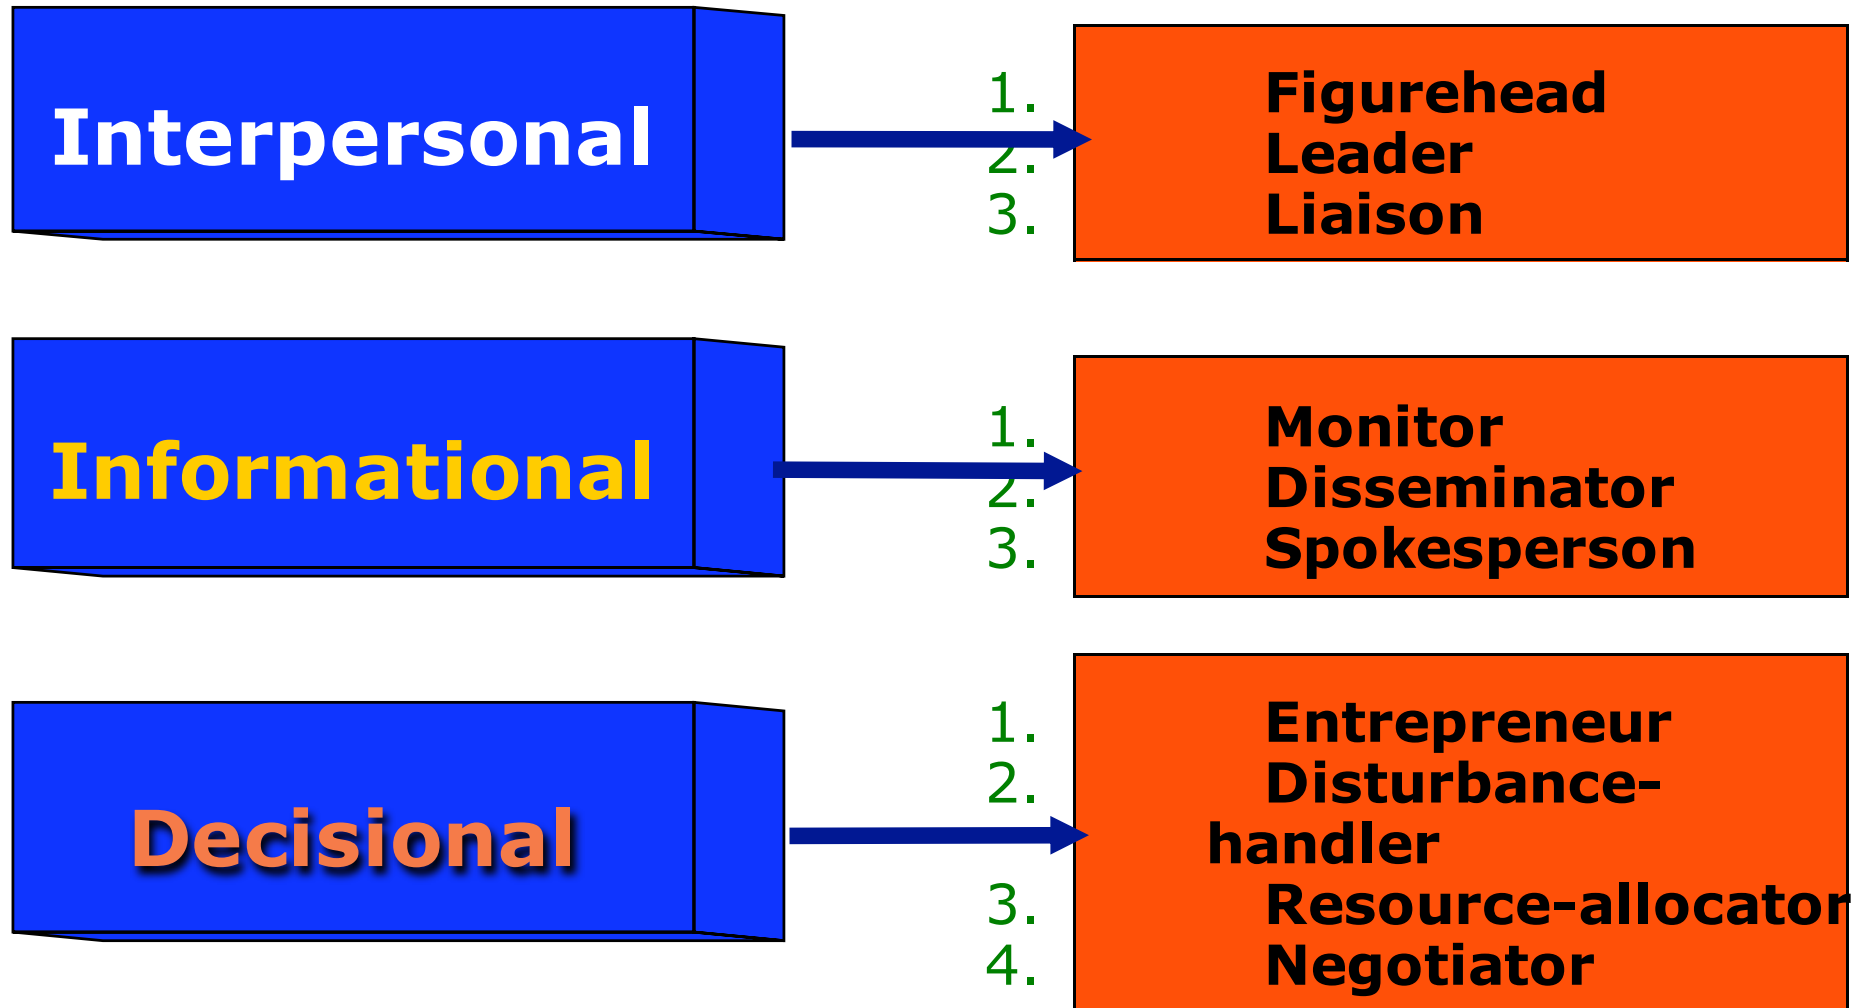 Interpersonal
1. Figurehead
2. Leader
3. Liaison
Informational
1. Monitor
2. Disseminator
3. Spokesperson
Decisional
1. Entrepreneur
2. Disturbance-
handler
3. Resource-allocator
4. Negotiator